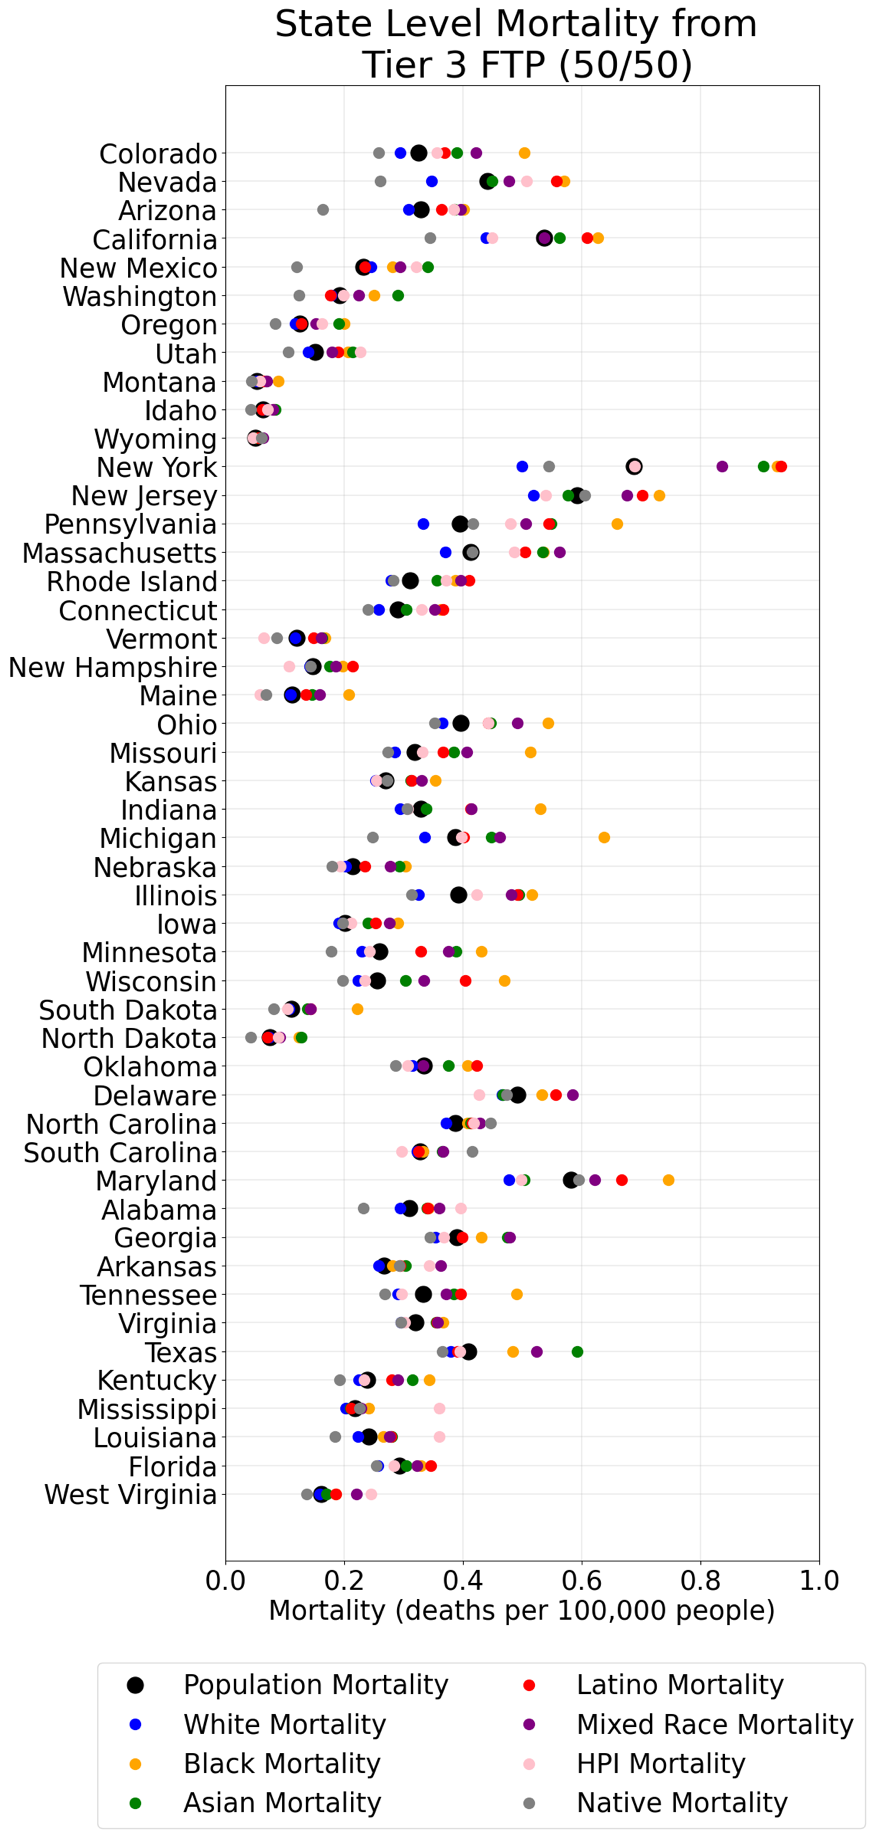 State Level Mortality from
Tier 3 FTP (50/50)
Colorado
Nevada
Arizona
California
New Mexico
Washington
Oregon
Utah
Montana
Idaho
Wyoming
New York
New Jersey
Pennsylvania
Massachusetts
Rhode Island
Connecticut
Vermont
New Hampshire
Maine
Ohio
Missouri
Kansas
Indiana
Michigan
Nebraska
Illinois
Iowa
Minnesota
Wisconsin
South Dakota
North Dakota
Oklahoma
Delaware
North Carolina
South Carolina
Maryland
Alabama
Georgia
Arkansas
Tennessee
Virginia
Texas
Kentucky
Mississippi
Louisiana
Florida
West Virginia
0.0 0.2 0.4 0.6 0.8 1.0
Mortality (deaths per 100,000 people)
Population Mortality
White Mortality
Black Mortality
Asian Mortality
Latino Mortality
Mixed Race Mortality
HPI Mortality
Native Mortality